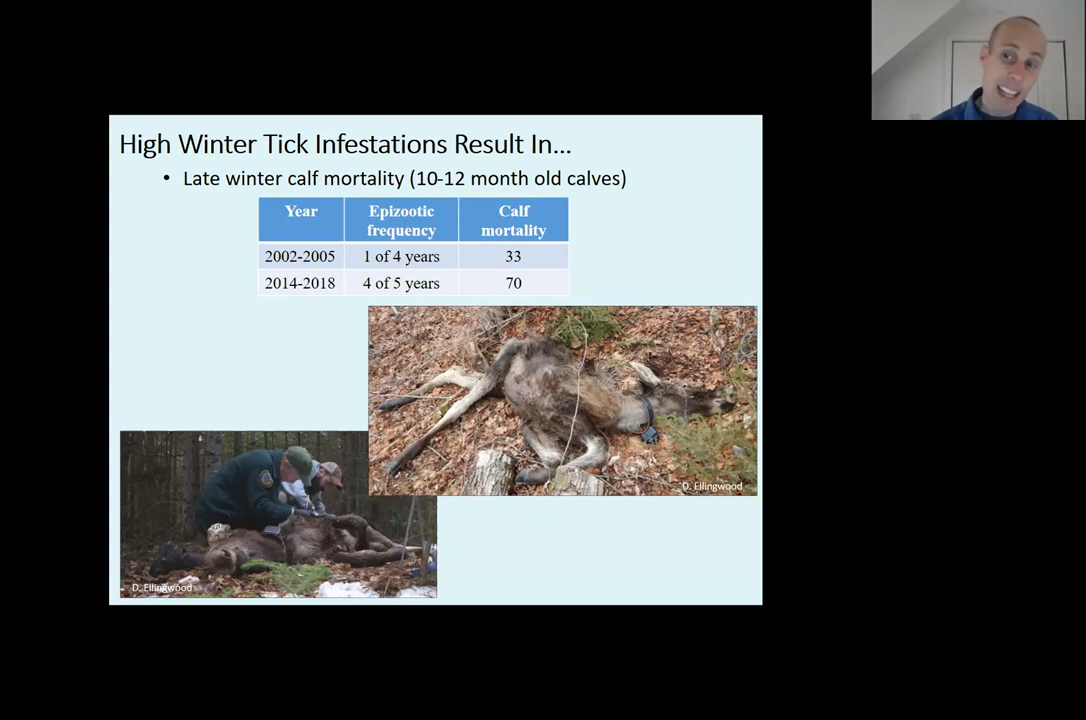 High Winter Tick Infestations Result In...
• Late winter calf mortality (10-12 month old calves)
Year Epizootic frequency Calf mortality
2002-2005 1 of 4 years 33
2014-2018 4 of 5 years 70
D. Ellingwood
D. Ellingwood